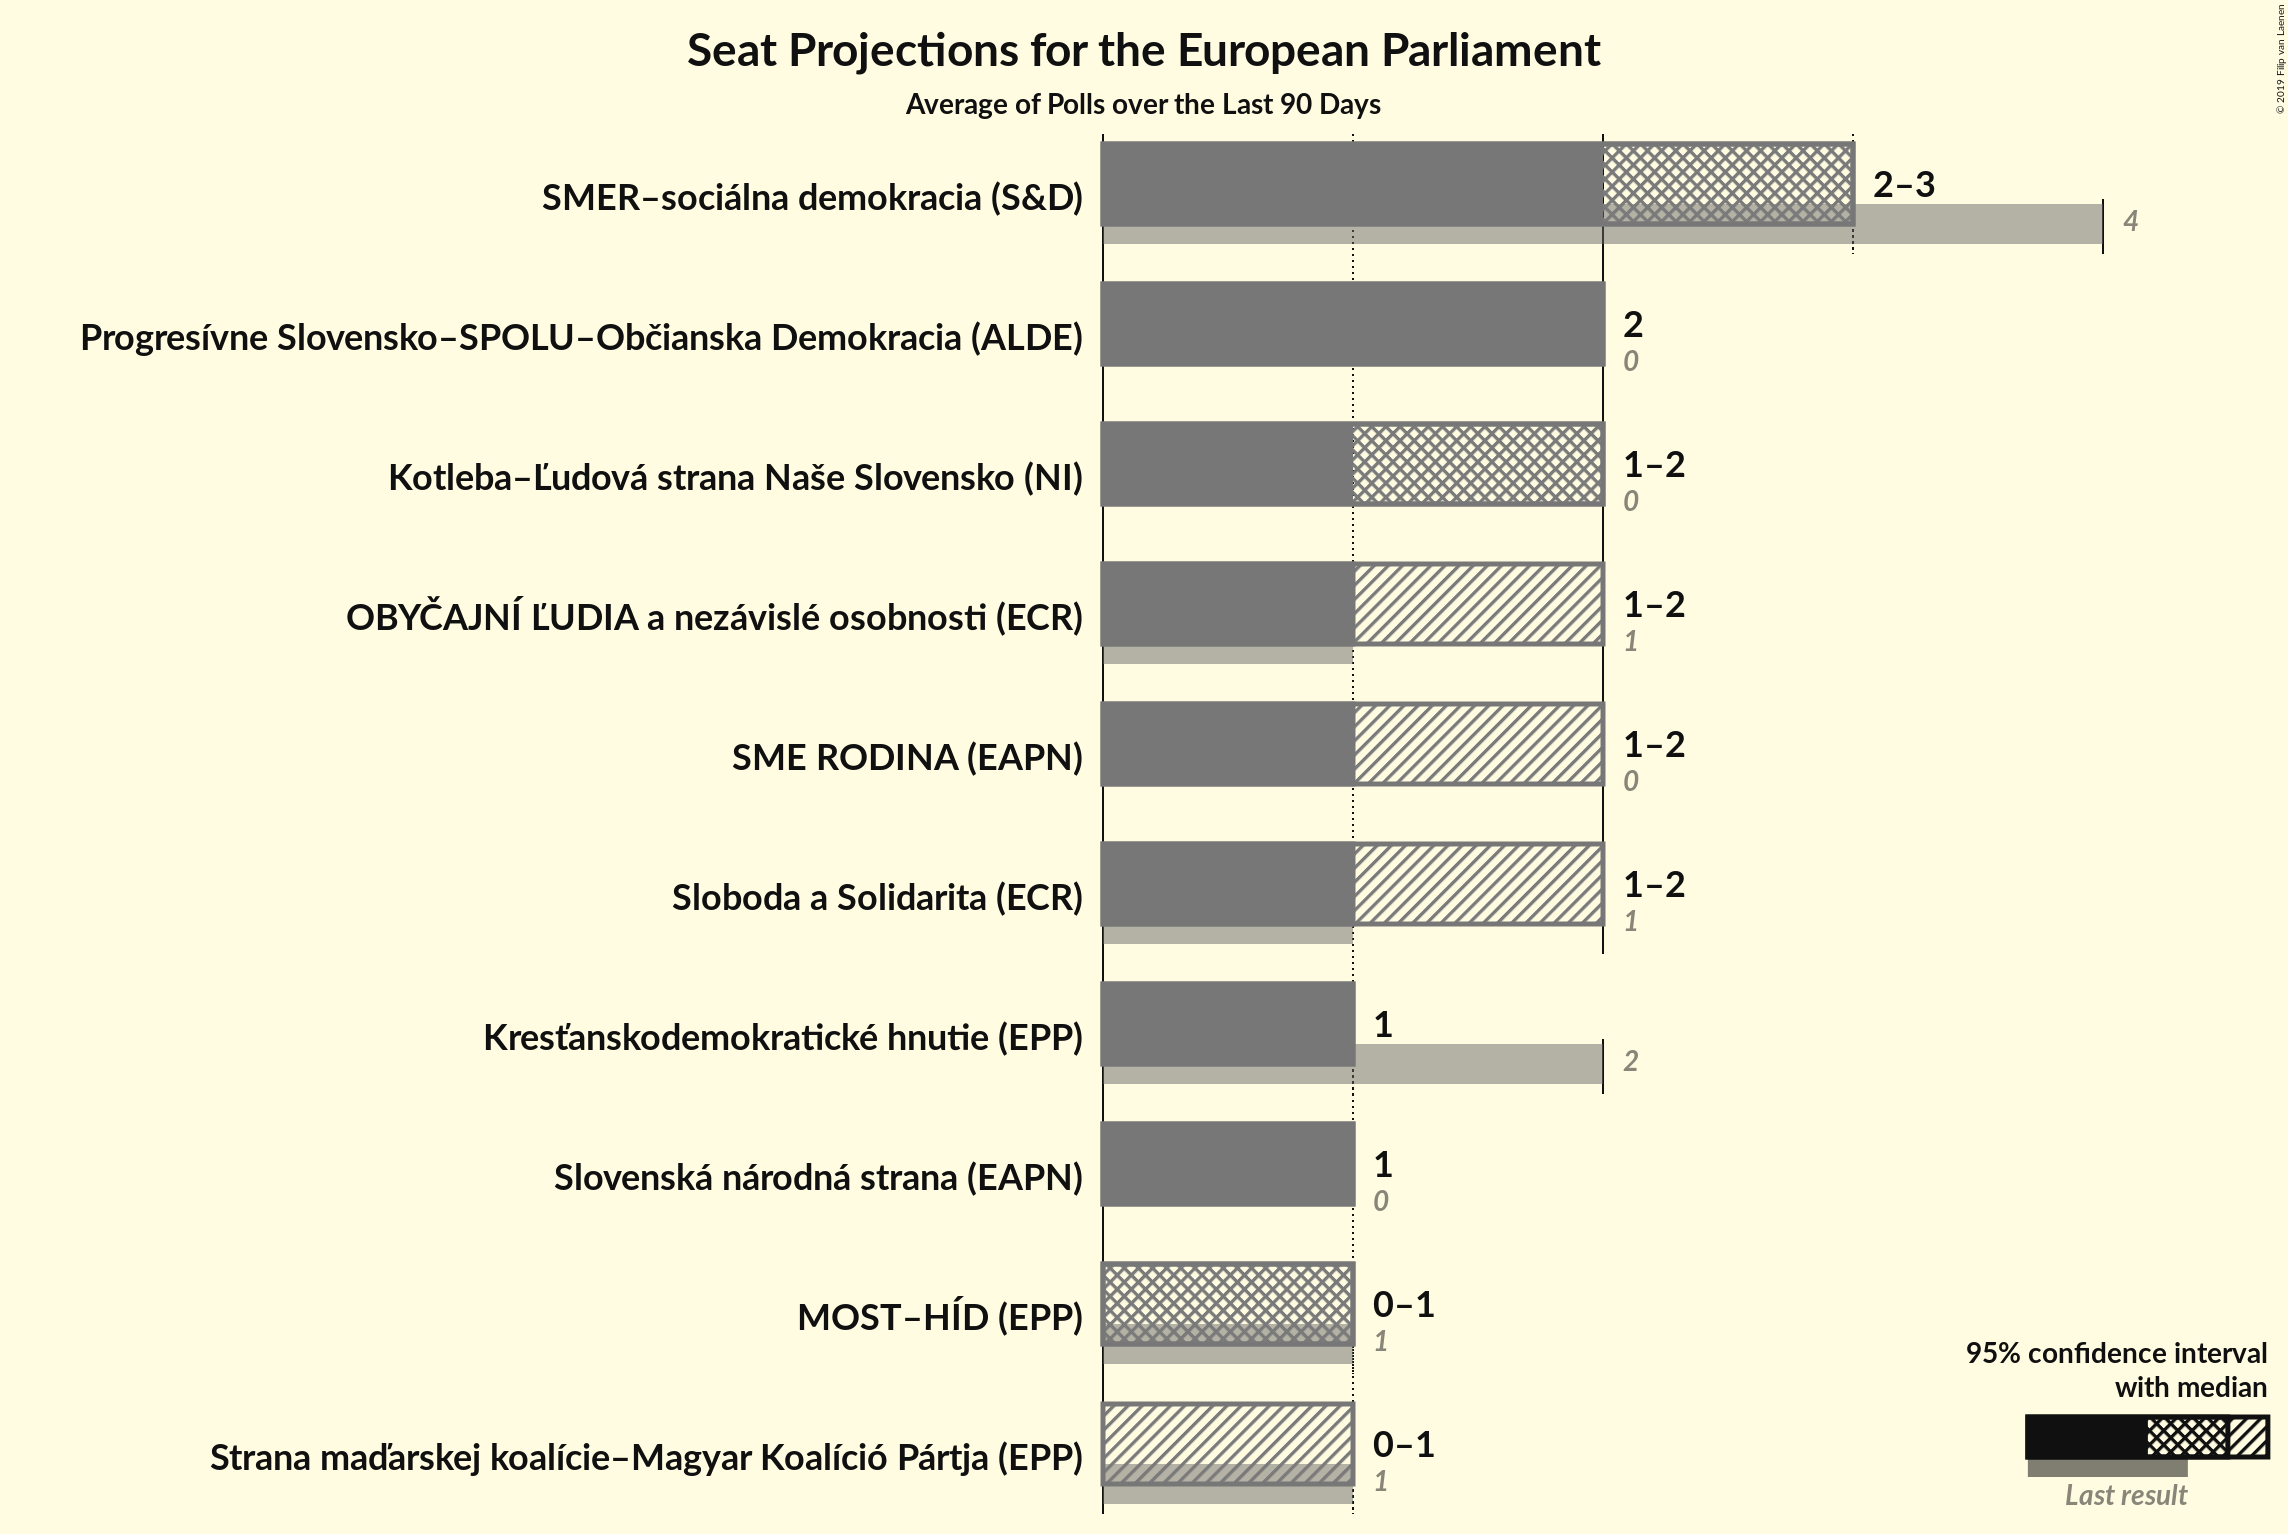 Seat Projections for the European Parliament
Average of Polls over the Last 90 Days
© 2019 Filip van Laenen
SMER–sociálna demokracia (S&D)
2–3
4
Progresívne Slovensko–SPOLU–Občianska Demokracia (ALDE)
2
0
Kotleba–Ľudová strana Naše Slovensko (NI)
1–2
0
OBYČAJNÍ ĽUDIA a nezávislé osobnosti (ECR)
1–2
1
SME RODINA (EAPN)
1–2
0
Sloboda a Solidarita (ECR)
1–2
1
Kresťanskodemokratické hnutie (EPP)
1
2
Slovenská národná strana (EAPN)
1
0
MOST–HÍD (EPP)
0–1
1
Strana maďarskej koalície–Magyar Koalíció Pártja (EPP)
0–1
1
95% confidence interval
with median
Last result